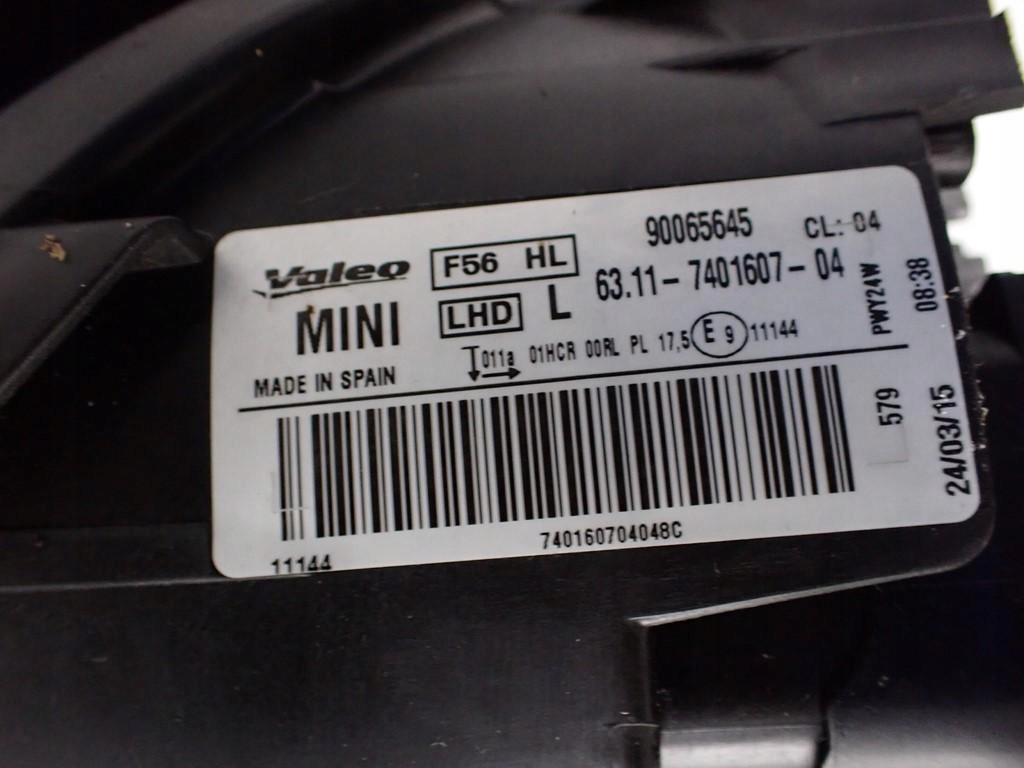 Valeo F56 HL 90065645 CL: 04
MINI LHD L 63.11-7401607-04
011a 01HCR 00RL PL 17,5 E 9 11144
MADE IN SPAIN
PWY24W 08:38
579 24/03/15
740160704048C
11144